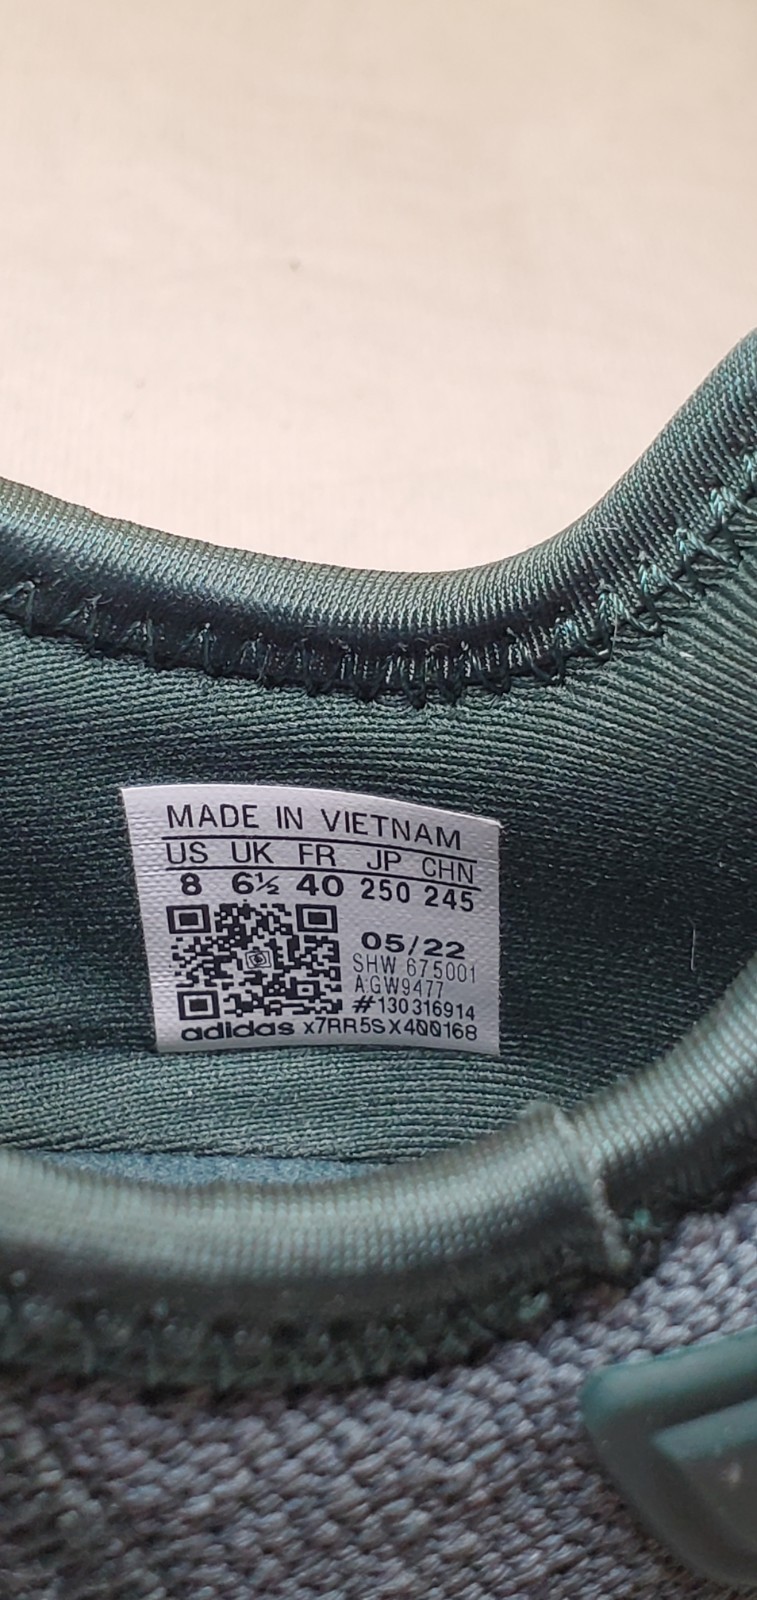 MADE IN VIETNAM
US UK FR JP CHN
8 6½ 40 250 245
05/22
SHW 675001
A:GW9477
#130316914
adidas x7RR5SX400168